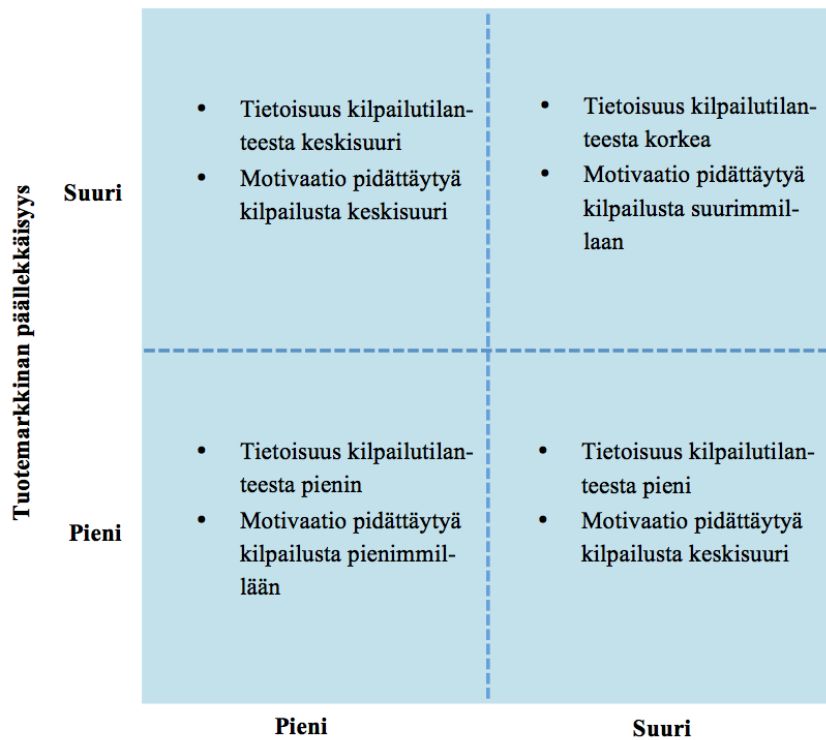 Tuotemarkkinan päällekkäisyys
Suuri
• Tietoisuus kilpailutilan-
teesta keskisuuri
• Motivaatio pidättäytyä
kilpailusta keskisuuri
• Tietoisuus kilpailutilan-
teesta korkea
• Motivaatio pidättäytyä
kilpailusta suurimmil-
laan
Pieni
• Tietoisuus kilpailutilan-
teesta pienin
• Motivaatio pidättäytyä
kilpailusta pienimmil-
lään
• Tietoisuus kilpailutilan-
teesta pieni
• Motivaatio pidättäytyä
kilpailusta keskisuuri
Pieni
Suuri